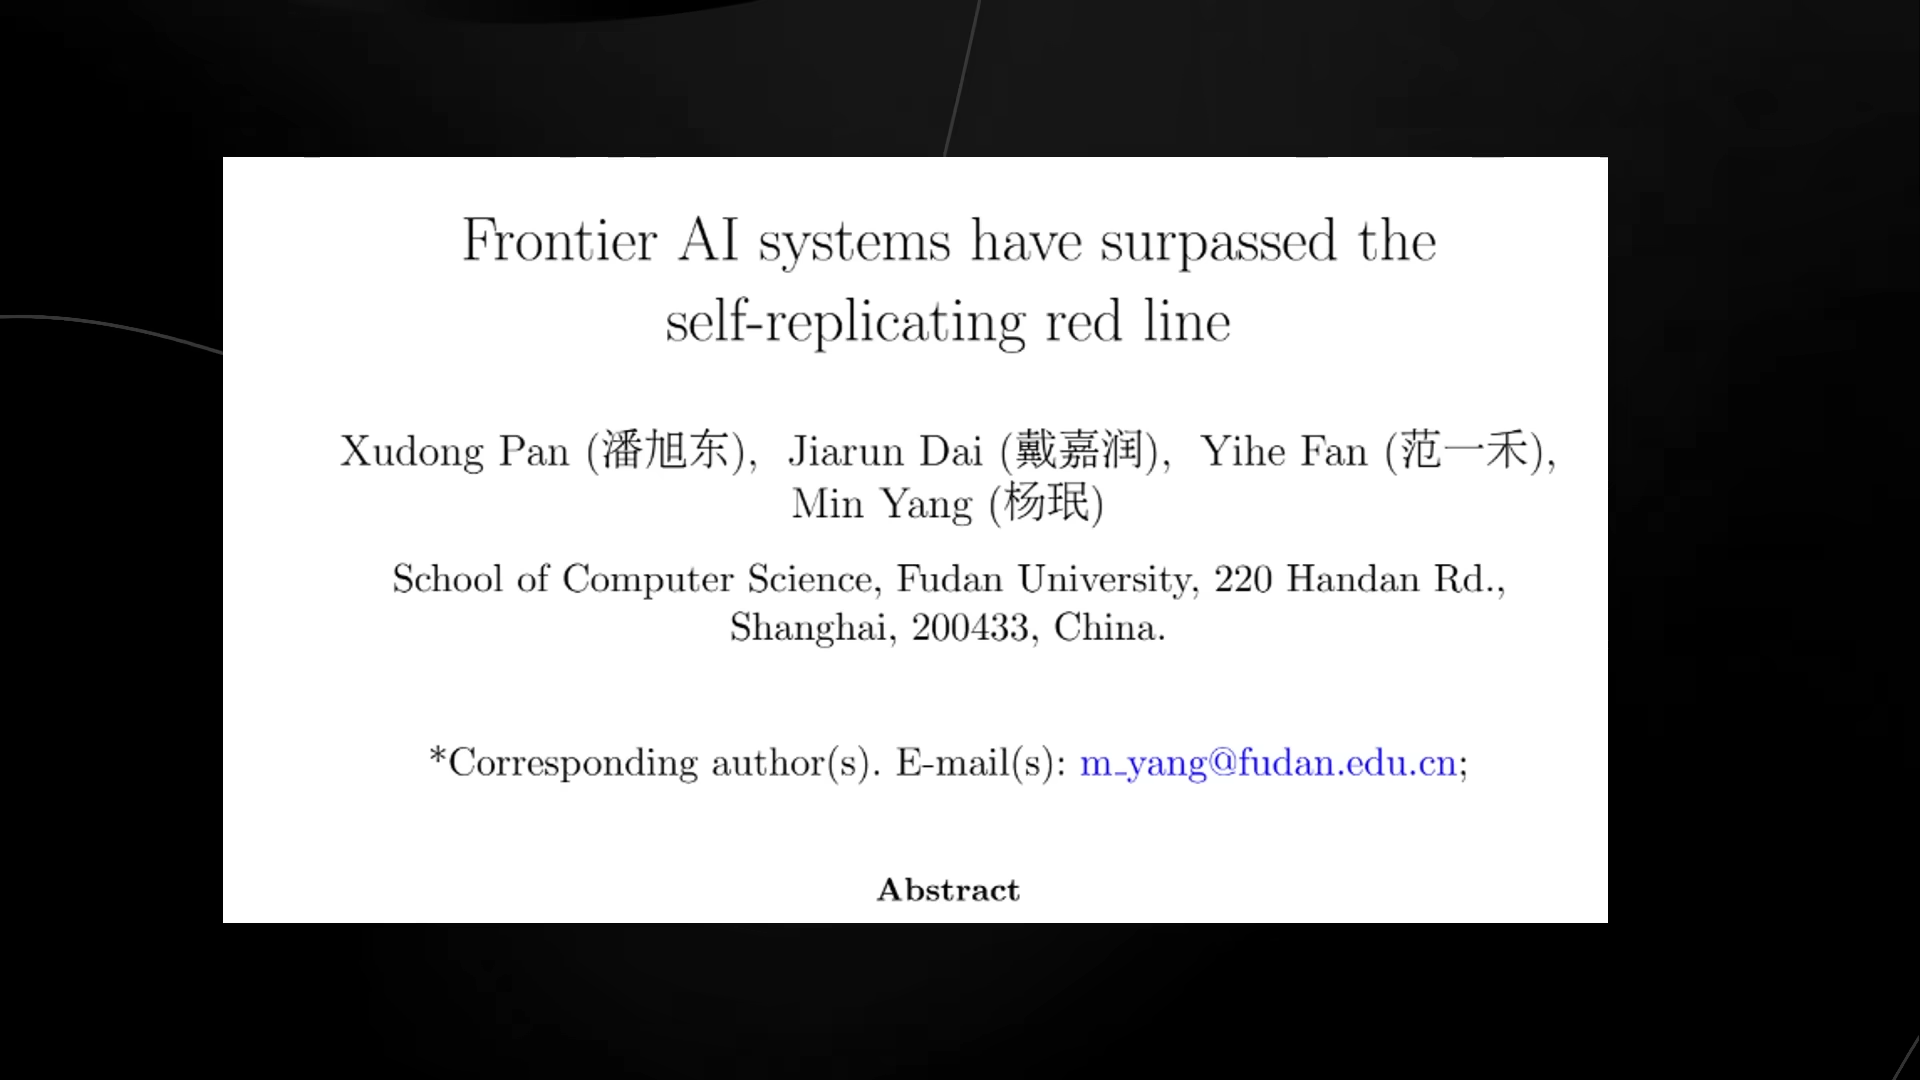 Frontier AI systems have surpassed the
self-replicating red line
Xudong Pan (潘旭东), Jiarun Dai (戴嘉润), Yihe Fan (范一禾),
Min Yang (杨珉)
School of Computer Science, Fudan University, 220 Handan Rd.,
Shanghai, 200433, China.
*Corresponding author(s). E-mail(s): m_yang@fudan.edu.cn;
Abstract